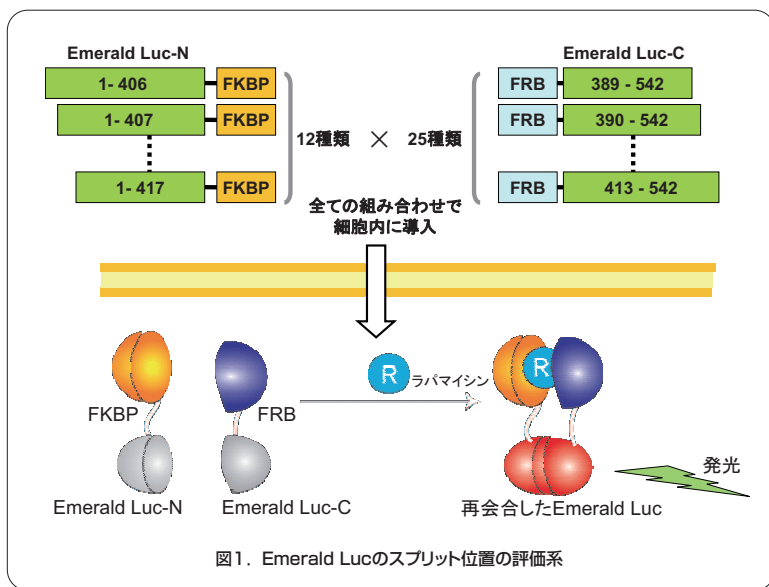 Emerald Luc-N
Emerald Luc-C
1- 406
FKBP
1- 407
FKBP
1- 417
FKBP
12種類 × 25種類
FRB
389 - 542
FRB
390 - 542
FRB
413 - 542
全ての組み合わせで
細胞内に導入
FKBP
FRB
Emerald Luc-N
Emerald Luc-C
R
ラパマイシン
R
発光
再会合したEmerald Luc
図1. Emerald Lucのスプリット位置の評価系